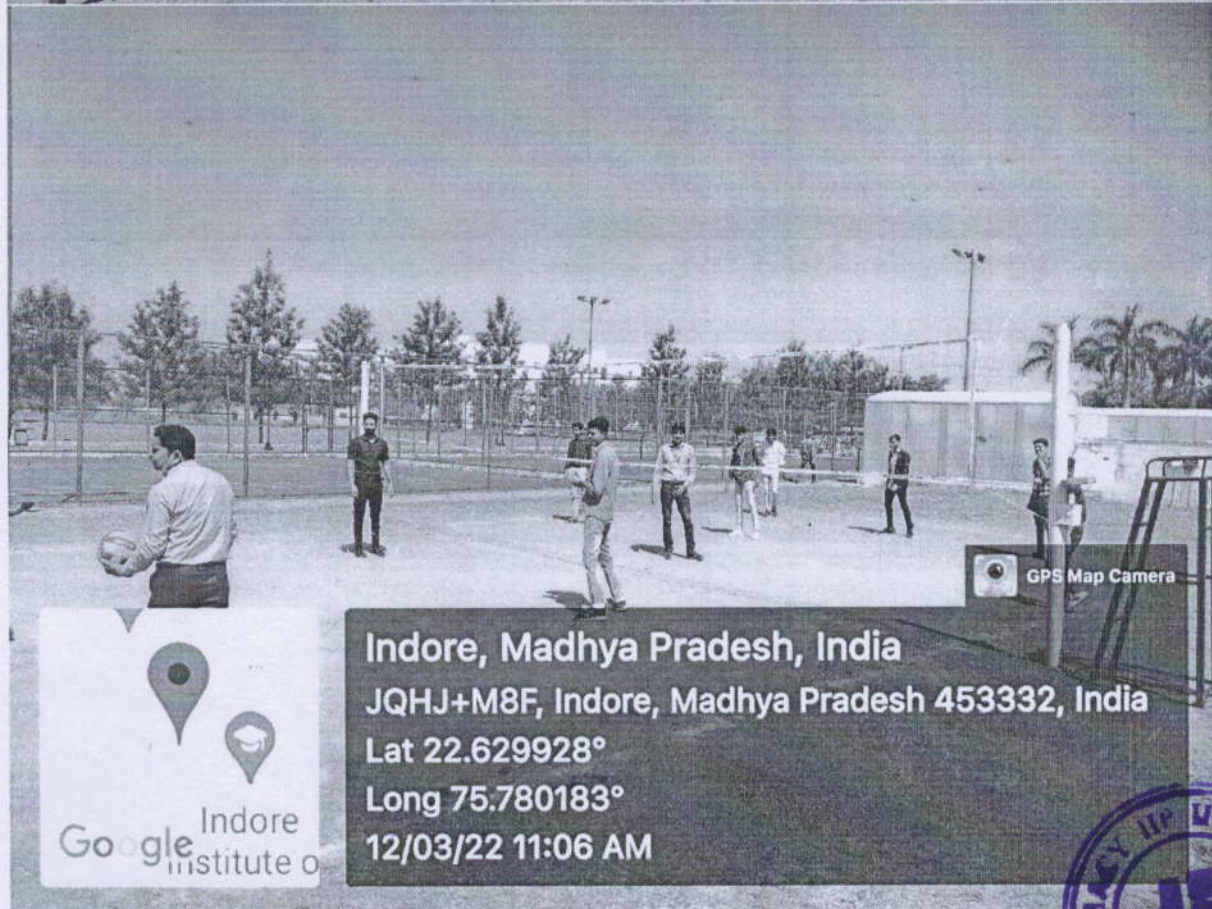 GPS Map Camera
Indore, Madhya Pradesh, India
JQHJ+M8F, Indore, Madhya Pradesh 453332, India
Lat 22.629928°
Long 75.780183°
12/03/22 11:06 AM
Indore
Google
institute o